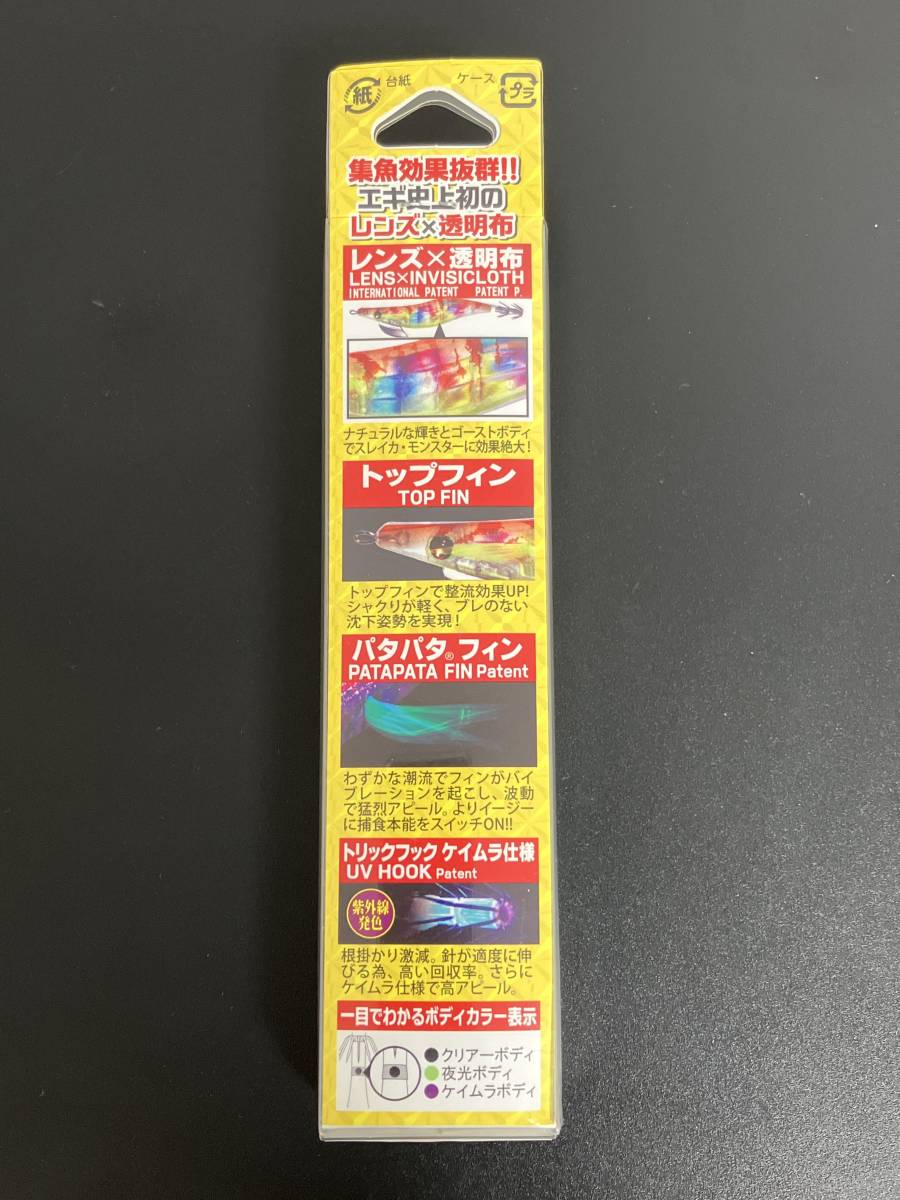 紙
台紙
ケース
プラ
集魚効果抜群!!
エギ史上初の
レンズ×透明布
レンズ×透明布
LENS×INVISICLOTH
INTERNATIONAL PATENT PATENT P.
ナチュラルな輝きとゴーストボディ
でスレイカ・モンスターに効果絶大!
トップフィン
TOP FIN
トップフィンで整流効果UP!
シャクりが軽く、ブレのない
沈下姿勢を実現!
パタパタ®フィン
PATAPATA FIN Patent
わずかな潮流でフィンがバイ
ブレーションを起こし、波動
で猛烈アピール。よりイージー
に捕食本能をスイッチON!!
トリックフック ケイムラ仕様
UV HOOK Patent
紫外線
発色
根掛かり激減。針が適度に伸
びる為、高い回収率。さらに
ケイムラ仕様で高アピール。
一目でわかるボディカラー表示
●クリアーボディ
●夜光ボディ
●ケイムラボディ